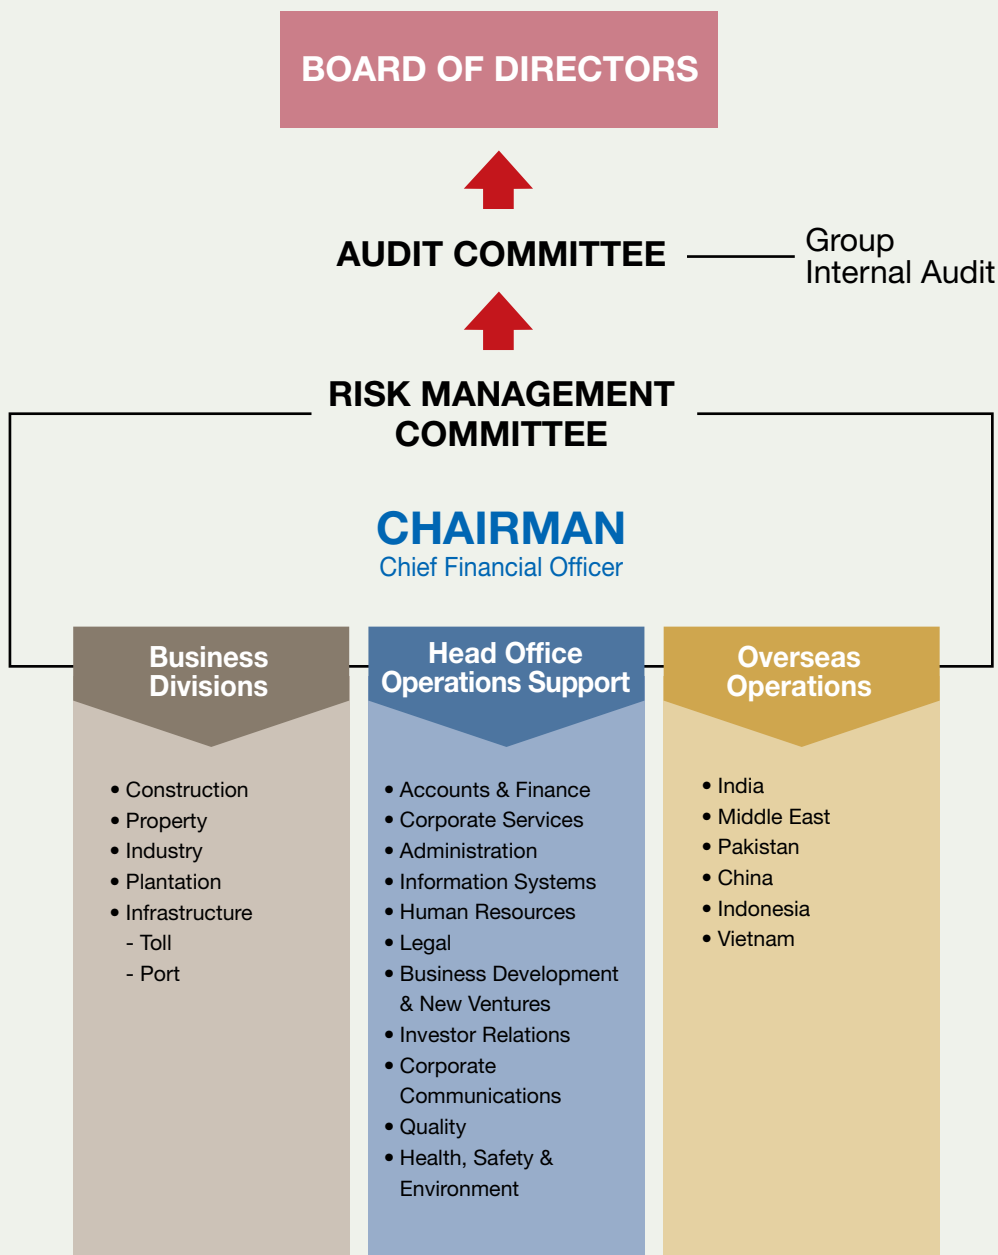 BOARD OF DIRECTORS
AUDIT COMMITTEE
Group
Internal Audit
RISK MANAGEMENT
COMMITTEE
CHAIRMAN
Chief Financial Officer
Business
Divisions
• Construction
• Property
• Industry
• Plantation
• Infrastructure
- Toll
- Port
Head Office
Operations Support
• Accounts & Finance
• Corporate Services
• Administration
• Information Systems
• Human Resources
• Legal
• Business Development
& New Ventures
• Investor Relations
• Corporate
Communications
• Quality
• Health, Safety &
Environment
Overseas
Operations
• India
• Middle East
• Pakistan
• China
• Indonesia
• Vietnam